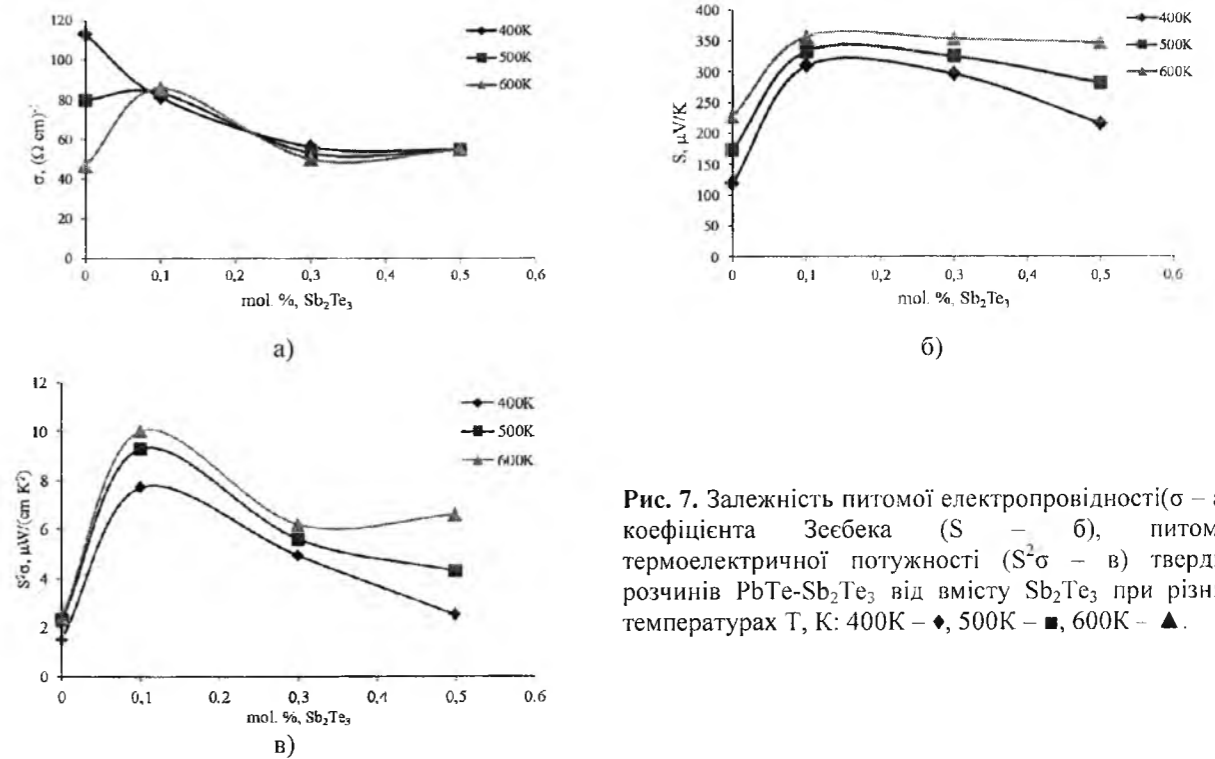 120
100
80
60
40
20
0
σ, (Ω cm)⁻¹
0 0,1 0,2 0,3 0,4 0,5 0,6
mol. %, Sb₂Te₃
400K
500K
600K
а)
400
350
300
250
200
150
100
50
0
S, μV/K
0 0,1 0,2 0,3 0,4 0,5 0,6
mol. %, Sb₂Te₃
400K
500K
600K
б)
12
10
8
6
4
2
0
S²σ, μW/(cm K²)
0 0,1 0,2 0,3 0,4 0,5 0.6
mol. %, Sb₂Te₃
400K
500K
600K
в)
Рис. 7. Залежність питомої електропровідності(σ – а
коефіцієнта Зеєбека (S – б), питом
термоелектричної потужності (S²σ – в) тверді
розчинів PbTe-Sb₂Te₃ від вмісту Sb₂Te₃ при різні
температурах Т, К: 400К – ♦, 500К – ■, 600К – ▲.